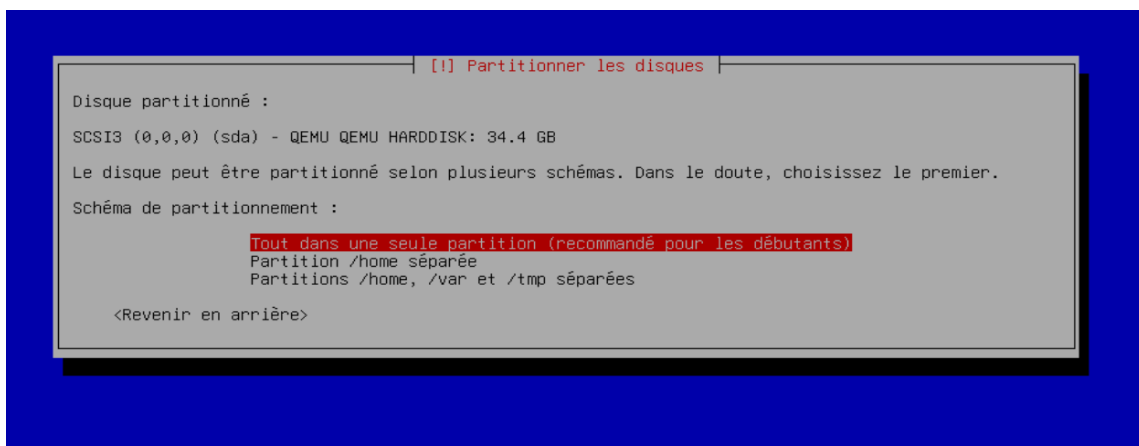 [!] Partitionner les disques
Disque partitionné :
SCSI3 (0,0,0) (sda) - QEMU QEMU HARDDISK: 34.4 GB
Le disque peut être partitionné selon plusieurs schémas. Dans le doute, choisissez le premier.
Schéma de partitionnement :
Tout dans une seule partition (recommandé pour les débutants)
Partition /home séparée
Partitions /home, /var et /tmp séparées
<Revenir en arrière>